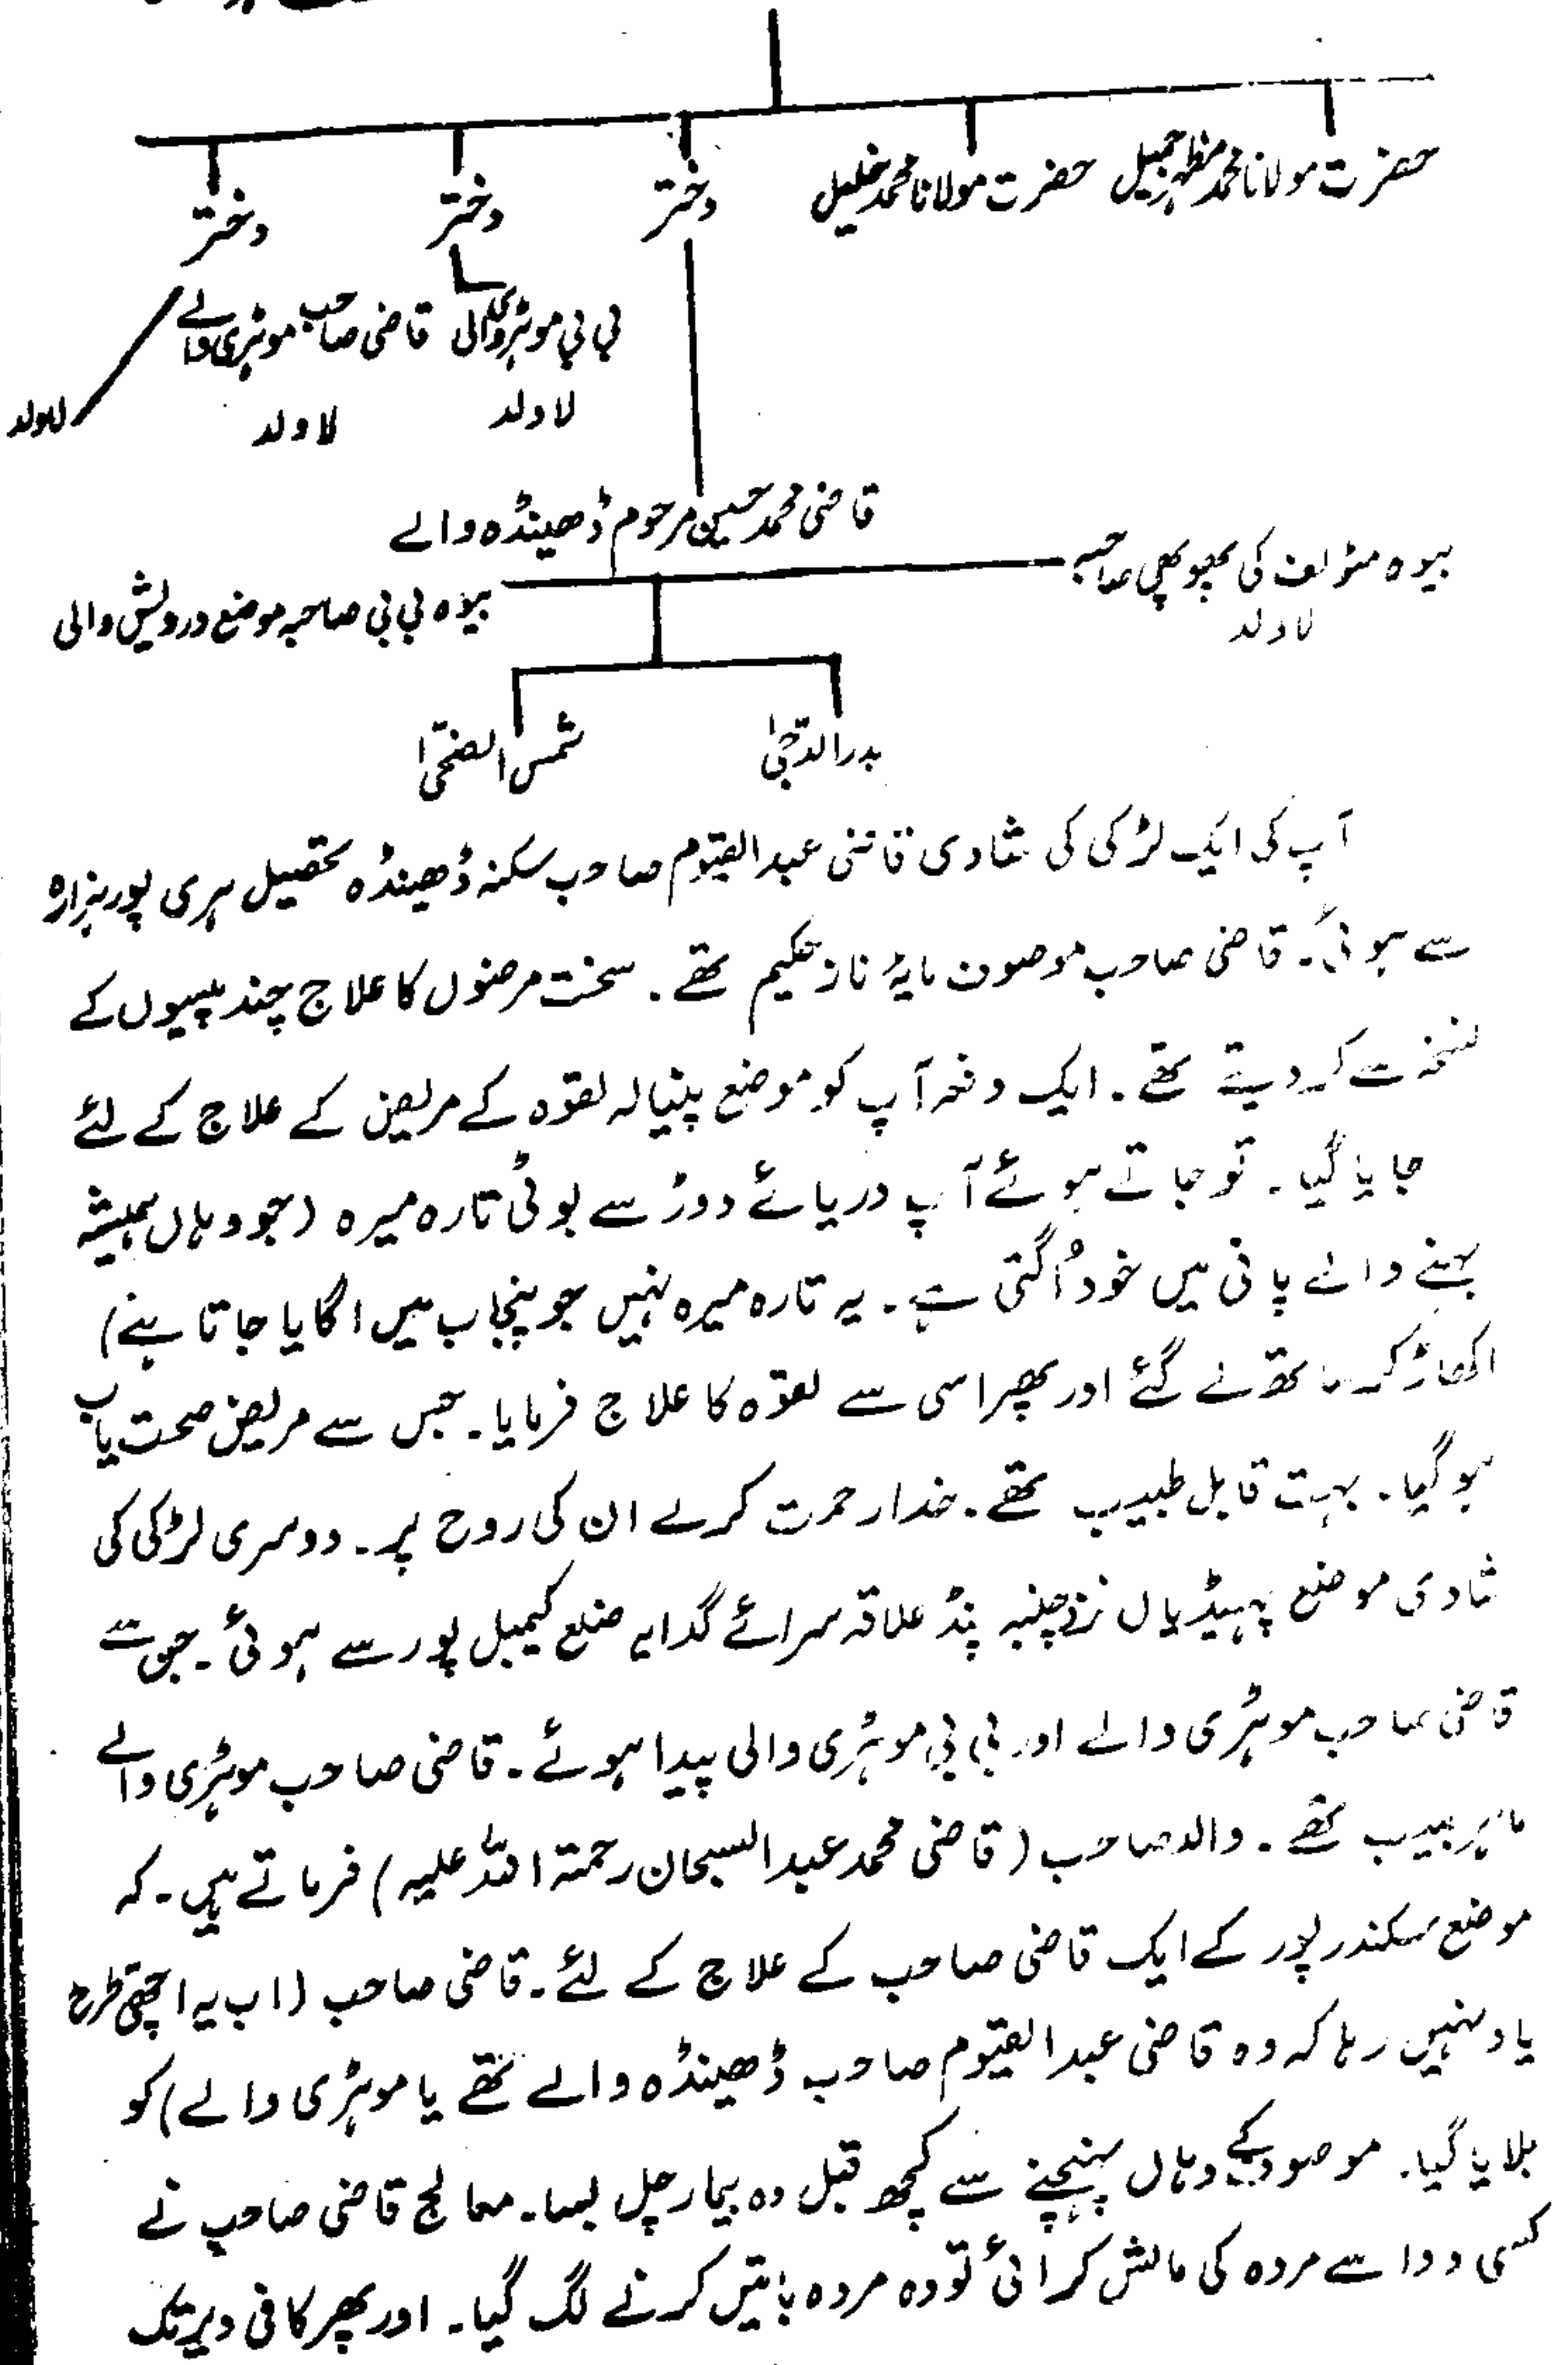 حضرت مولانا محمد مظہر جمیل
حضرت مولانا محمد خلیل
دختر
دختر
دختر
بی بی موہڑی والی
قاضی صاحب موہڑی والے
لاولد
لاولد
لاولد
قاضی محمد حسین مرحوم ڈھینڈہ والے
بیوہ مؤلف کی پھوپھی صاحبہ
لاولد
بیوہ بی بی صاحبہ موضع درویش والی
بدرالدجیٰ
شمس الضحیٰ
آپ کی ایک لڑکی کی شادی قاضی عبدالقیوم صاحب سکنہ ڈھینڈہ تحصیل ہری پور ہزارہ
سے ہوئی۔ قاضی صاحب موصوف مایۂ ناز حکیم تھے۔ سخت مرضوں کا علاج چند پیسوں کے
نسخہ سے کر دیتے تھے۔ ایک دفعہ آپ کو موضع پنیالہ لقوہ کے مریض کے علاج کے لئے
جایا گیا۔ تو جاتے ہوئے آپ دریائے دوڑ سے بوٹی تارہ میرہ (جو وہاں ہمیشہ
بہنے والے پانی میں خود اُگتی ہے۔ یہ تارہ میرہ نہیں جو پنجاب میں اگایا جاتا ہے)
اکھاڑ کر ساتھ لے گئے اور پھر اسی سے لقوہ کا علاج فرمایا۔ جس سے مریض صحت یاب
ہو گیا۔ بہت قابل طبیب تھے۔ خدا رحمت کرے ان کی روح پر۔ دوسری لڑکی کی
شادی موضع پہیڈیال نزد چنبہ پنڈ علاقہ سرائے گدایہ ضلع کیمبل پور سے ہوئی۔ جس سے
قاضی صاحب موہڑی والے اور بی بی موہڑی والی پیدا ہوئے۔ قاضی صاحب موہڑی والے
ماہر طبیب تھے۔ والد صاحب (قاضی محمد عبدالسبحان رحمۃ اللہ علیہ) فرماتے ہیں۔ کہ
موضع سکندر پور کے ایک قاضی صاحب کے علاج کے لئے۔ قاضی صاحب (اب یہ اچھی طرح
یاد نہیں رہا کہ وہ قاضی عبدالقیوم صاحب ڈھینڈہ والے تھے یا موہڑی والے) کو
بلایا گیا۔ موصوف کے وہاں پہنچنے سے کچھ قبل وہ بیمار چل بسا۔ معالج قاضی صاحب نے
کسی دوا سے مردہ کی مالش کرائی تو وہ مردہ باتیں کرنے لگ گیا۔ اور پھر کافی دیر تک